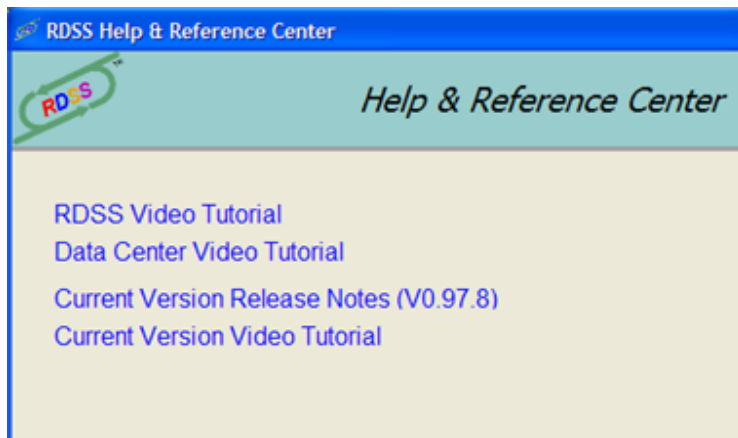 RDSS Help & Reference Center
RDSS™
Help & Reference Center
RDSS Video Tutorial
Data Center Video Tutorial
Current Version Release Notes (V0.97.8)
Current Version Video Tutorial